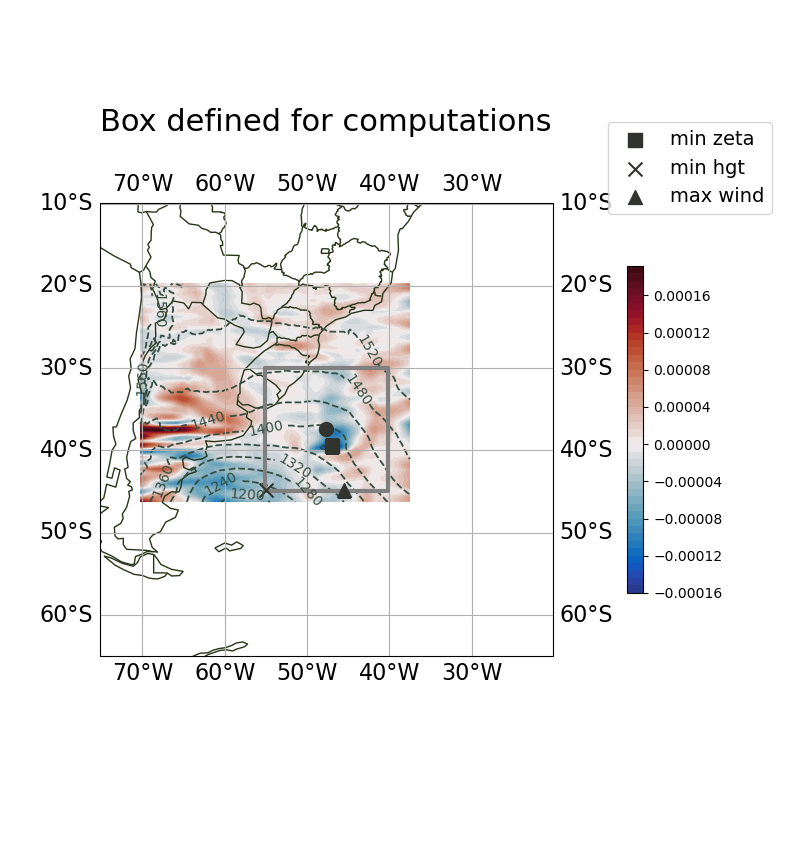 Box defined for computations
min zeta
min hgt
max wind
70°W 60°W 50°W 40°W 30°W
10°S 10°S
20°S 20°S
30°S 30°S
40°S 40°S
50°S 50°S
60°S 60°S
70°W 60°W 50°W 40°W 30°W
1560
1520
1480
1440
1400
1360
1320
1280
1240
1200
0.00016
0.00012
0.00008
0.00004
0.00000
−0.00004
−0.00008
−0.00012
−0.00016